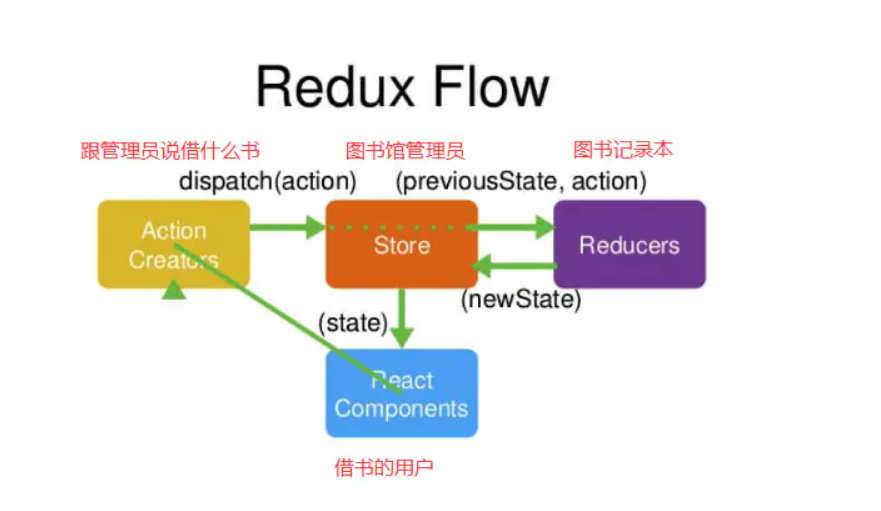 Redux Flow
跟管理员说借什么书
图书馆管理员
图书记录本
dispatch(action)
(previousState, action)
Action
Creators
Store
Reducers
(newState)
(state)
React
Components
借书的用户